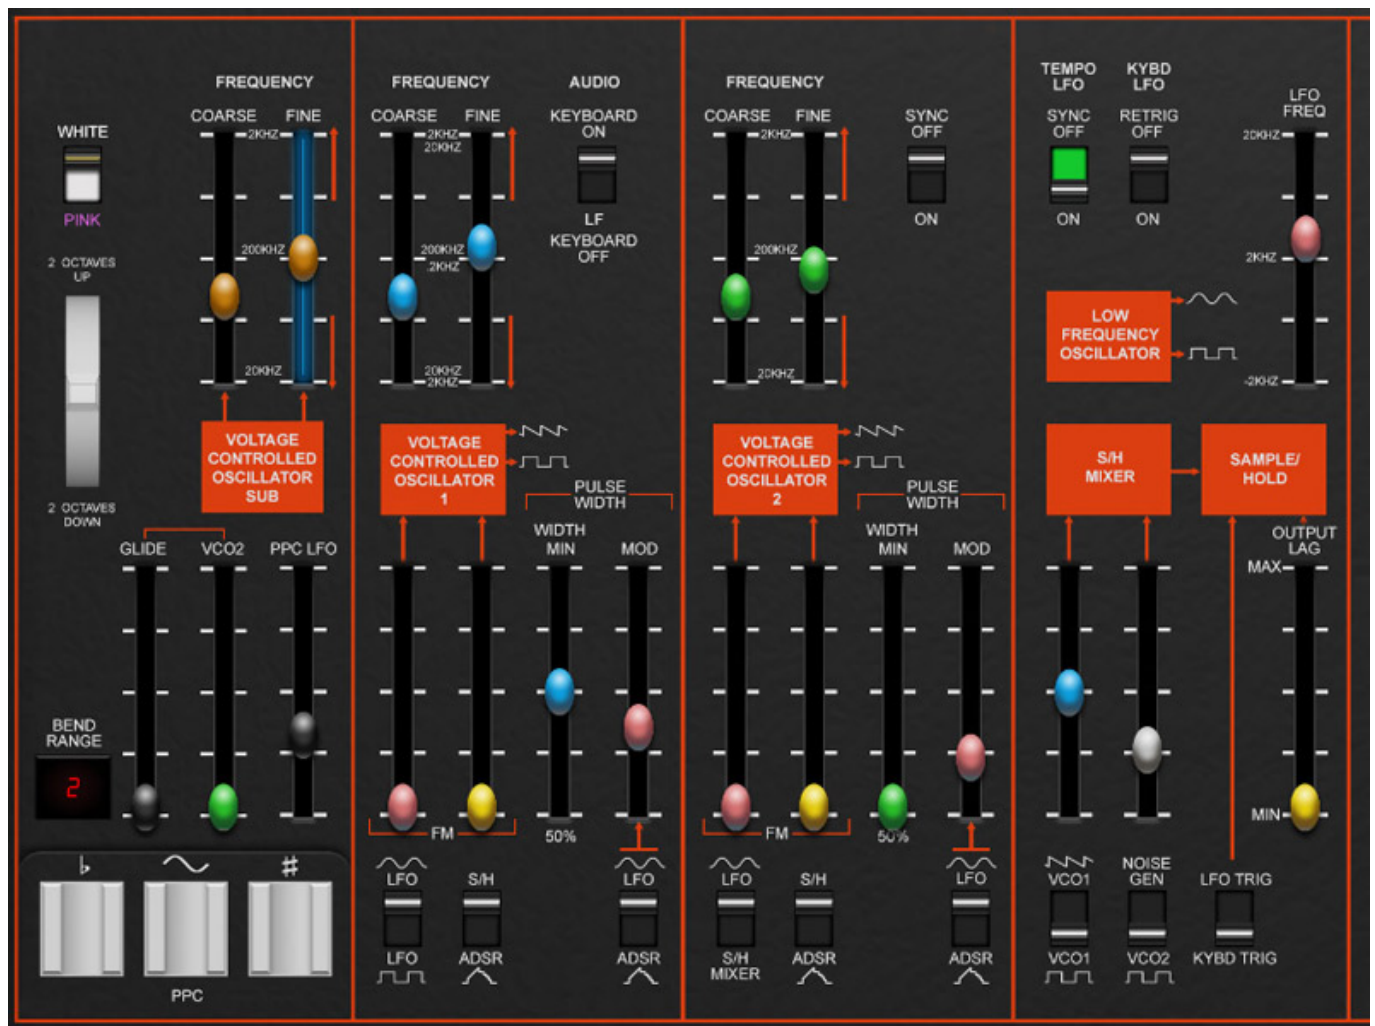 WHITE
PINK
2 OCTAVES
UP
2 OCTAVES
DOWN
FREQUENCY
COARSE
FINE
2KHZ
200KHZ
20KHZ
VOLTAGE
CONTROLLED
OSCILLATOR
SUB
GLIDE
VCO2
PPC LFO
BEND
RANGE
2
♭
♯
PPC
FREQUENCY
COARSE
FINE
2KHZ
20KHZ
200KHZ
.2KHZ
20KHZ
2KHZ
AUDIO
KEYBOARD
ON
LF
KEYBOARD
OFF
VOLTAGE
CONTROLLED
OSCILLATOR
1
PULSE
WIDTH
WIDTH
MIN
MOD
50%
FM
LFO
LFO
S/H
ADSR
LFO
ADSR
FREQUENCY
COARSE
FINE
2KHZ
200KHZ
20KHZ
SYNC
OFF
ON
VOLTAGE
CONTROLLED
OSCILLATOR
2
PULSE
WIDTH
WIDTH
MIN
MOD
50%
FM
LFO
S/H
MIXER
S/H
ADSR
LFO
ADSR
TEMPO
LFO
SYNC
OFF
ON
KYBD
LFO
RETRIG
OFF
ON
LFO
FREQ
20KHZ
2KHZ
-2KHZ
LOW
FREQUENCY
OSCILLATOR
S/H
MIXER
SAMPLE/
HOLD
OUTPUT
LAG
MAX
MIN
VCO1
VCO1
NOISE
GEN
VCO2
LFO TRIG
KYBD TRIG